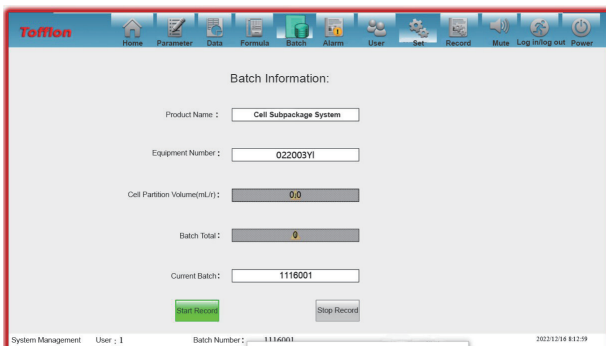 Tofflon
Home Parameter Data Formula Batch Alarm User Set Record Mute Log in/log out Power
Batch Information:
Product Name : Cell Subpackage System
Equipment Number : 022003YI
Cell Partition Volume(mL/r) : 0.0
Batch Total : 0
Current Batch : 1116001
Start Record Stop Record
System Management User : 1 Batch Number : 1116001 2022/12/16 8:12:59